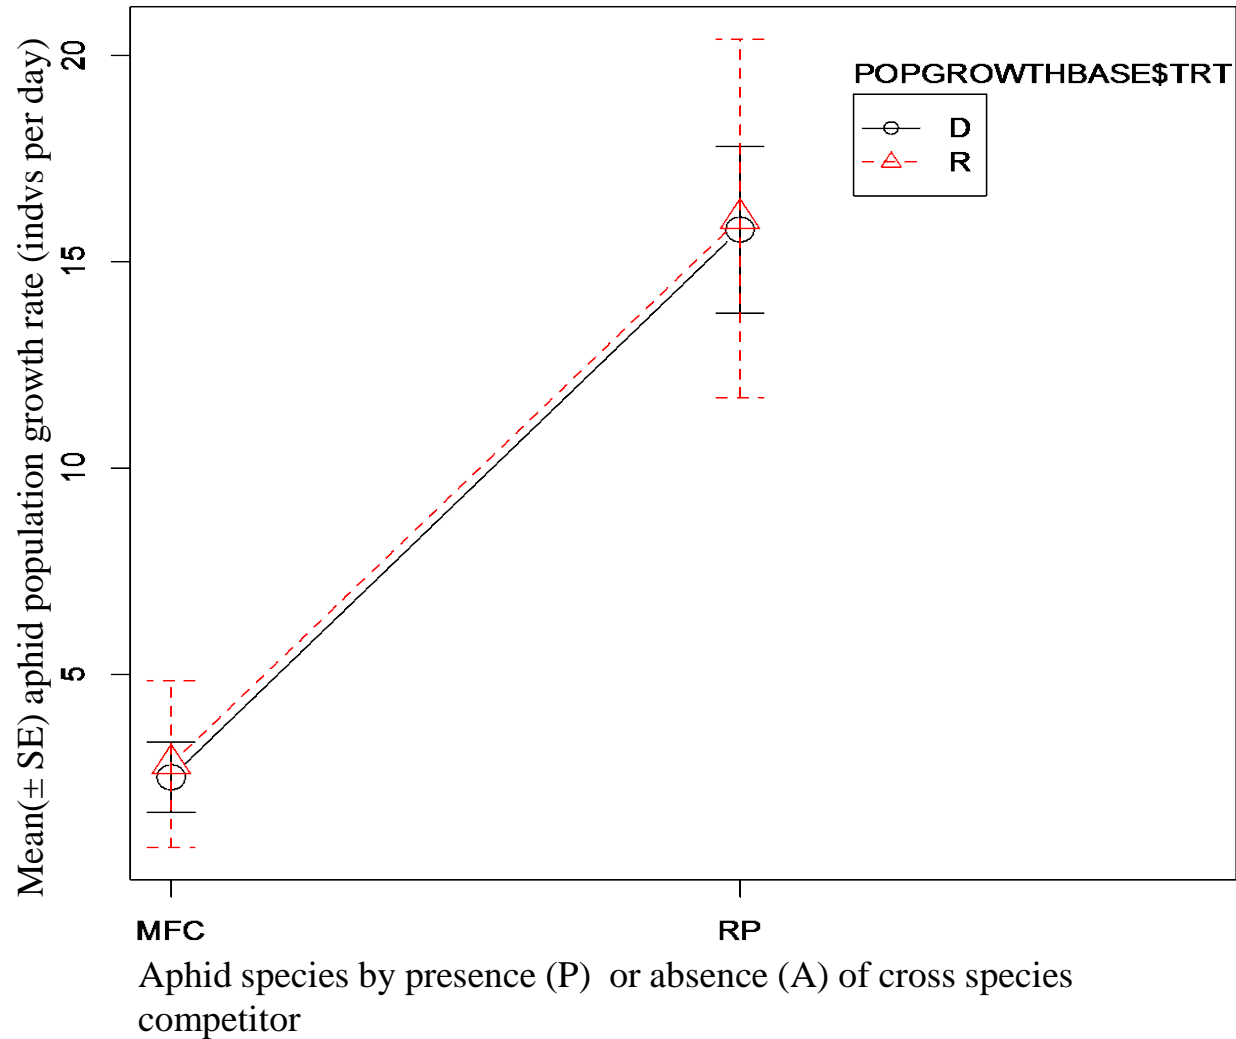 Mean(± SE) aphid population growth rate (indvs per day)
20
15
10
5
POPGROWTHBASE$TRT
D
R
MFC
RP
Aphid species by presence (P) or absence (A) of cross species
competitor